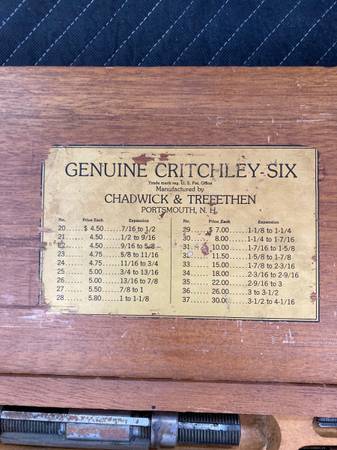 GENUINE CRITCHLEY-SIX
Trade mark reg. U. S. Pat. Office
Manufactured by
CHADWICK & TREFETHEN
PORTSMOUTH, N. H.
No. Price Each Expansion
20 ..... $ 4.50 ..... 7/16 to 1/2
21 ..... 4.50 ..... 1/2 to 9/16
22 ..... 4.50 ..... 9/16 to 5/8
23 ..... 4.75 ..... 5/8 to 11/16
24 ..... 4.75 ..... 11/16 to 3/4
25 ..... 5.00 ..... 3/4 to 13/16
26 ..... 5.00 ..... 13/16 to 7/8
27 ..... 5.50 ..... 7/8 to 1
28 ..... 5.80 ..... 1 to 1-1/8
No. Price Each Expansion
29 ..... $ 7.00 ..... 1-1/8 to 1-1/4
30 ..... 8.00 ..... 1-1/4 to 1-7/16
31 ..... 10.00 ..... 1-7/16 to 1-5/8
32 ..... 11.50 ..... 1-5/8 to 1-7/8
33 ..... 15.00 ..... 1-7/8 to 2-3/16
34 ..... 18.00 ..... 2-3/16 to 2-9/16
35 ..... 22.00 ..... 2-9/16 to 3
36 ..... 26.00 ..... 3 to 3-1/2
37 ..... 30.00 ..... 3-1/2 to 4-1/16